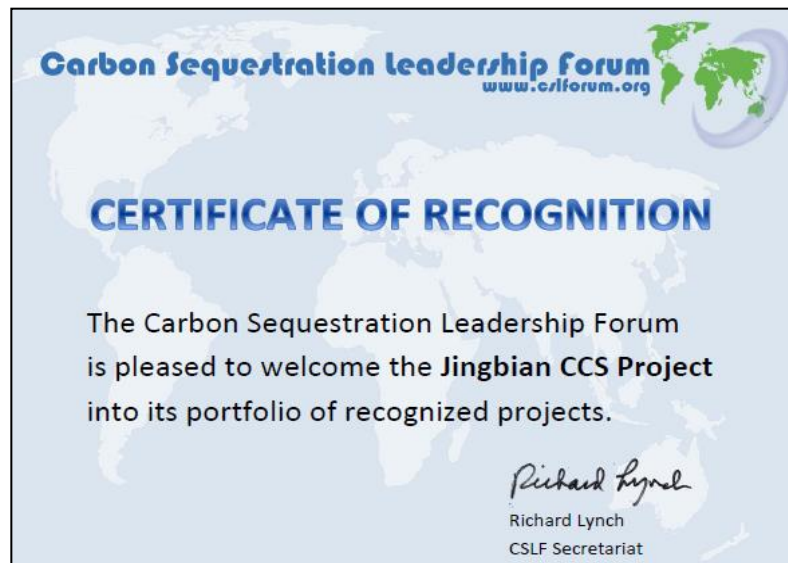 Carbon Sequestration Leadership Forum
www.cslforum.org
CERTIFICATE OF RECOGNITION
The Carbon Sequestration Leadership Forum
is pleased to welcome the Jingbian CCS Project
into its portfolio of recognized projects.
Richard Lynch
Richard Lynch
CSLF Secretariat